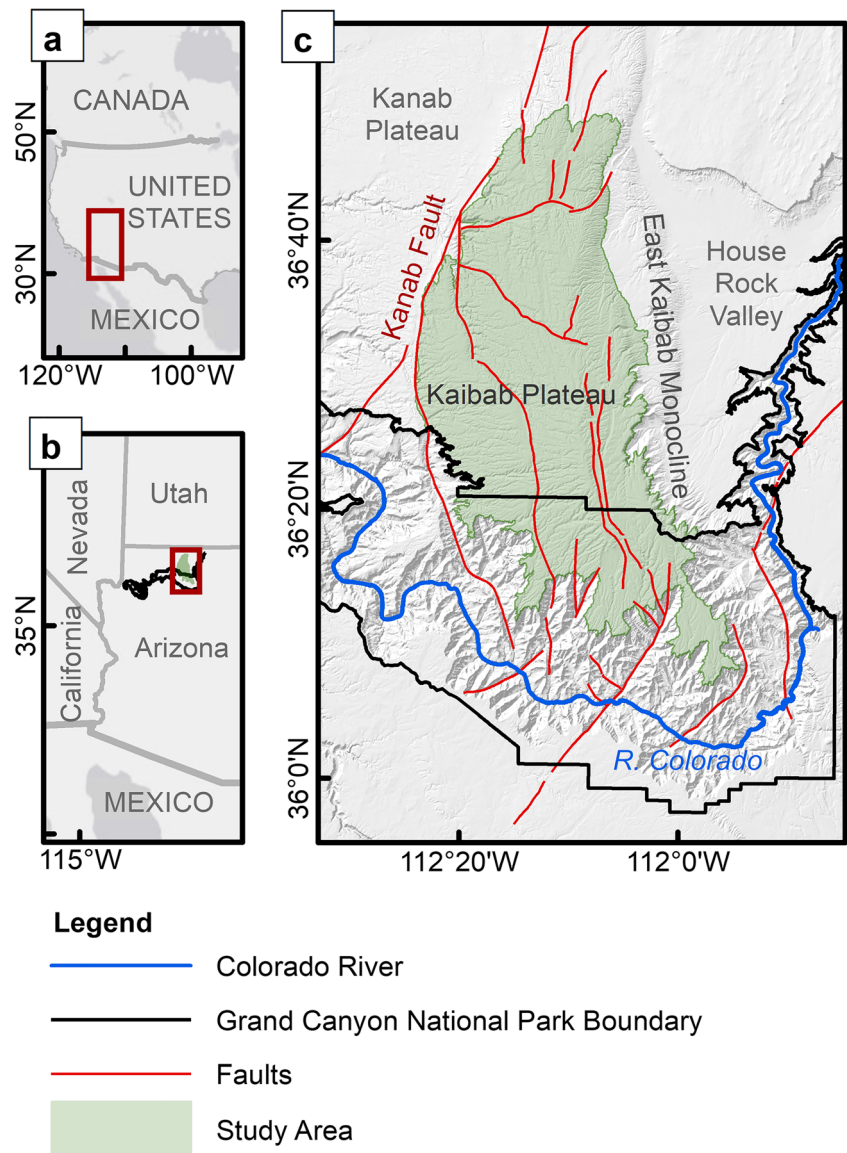 a
CANADA
UNITED
STATES
MEXICO
50°N
30°N
120°W
100°W
b
Utah
Nevada
California
Arizona
MEXICO
35°N
115°W
c
Kanab
Plateau
Kanab Fault
East Kaibab Monocline
House
Rock
Valley
Kaibab Plateau
R. Colorado
36°40'N
36°20'N
36°0'N
112°20'W
112°0'W
Legend
Colorado River
Grand Canyon National Park Boundary
Faults
Study Area